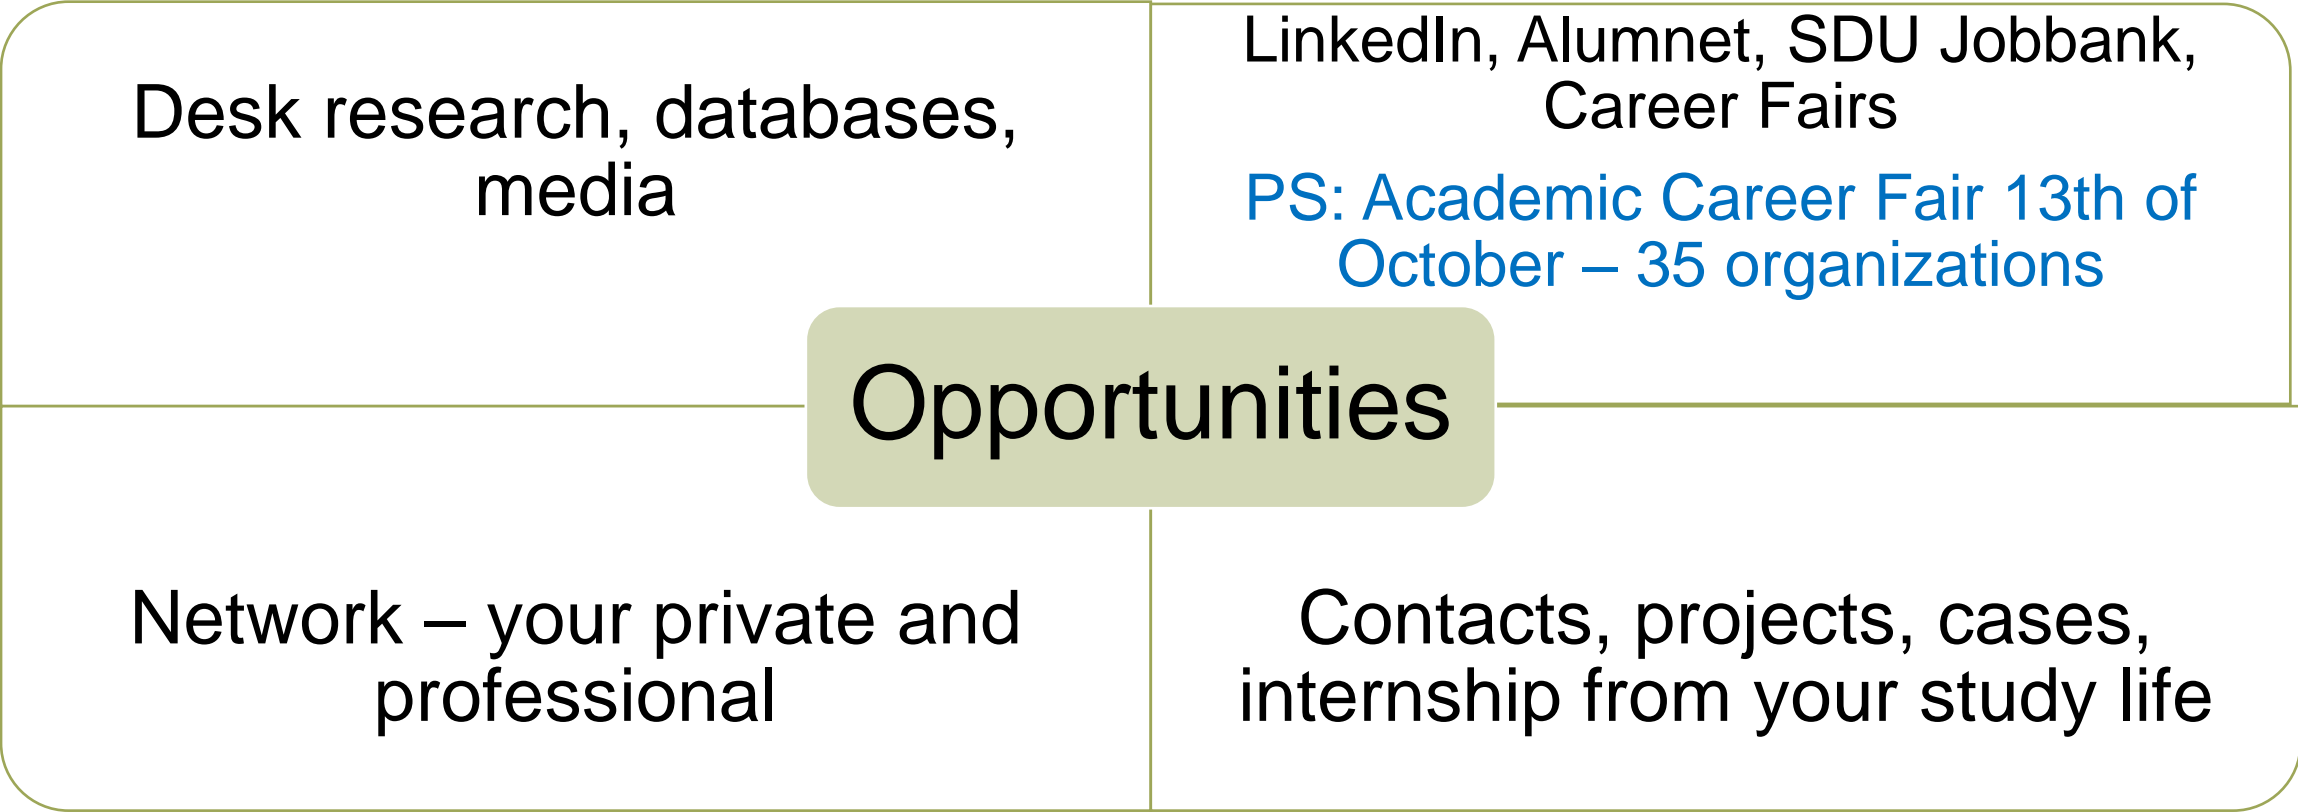 Desk research, databases,
media
LinkedIn, Alumnet, SDU Jobbank,
Career Fairs
PS: Academic Career Fair 13th of
October – 35 organizations
Opportunities
Network – your private and
professional
Contacts, projects, cases,
internship from your study life